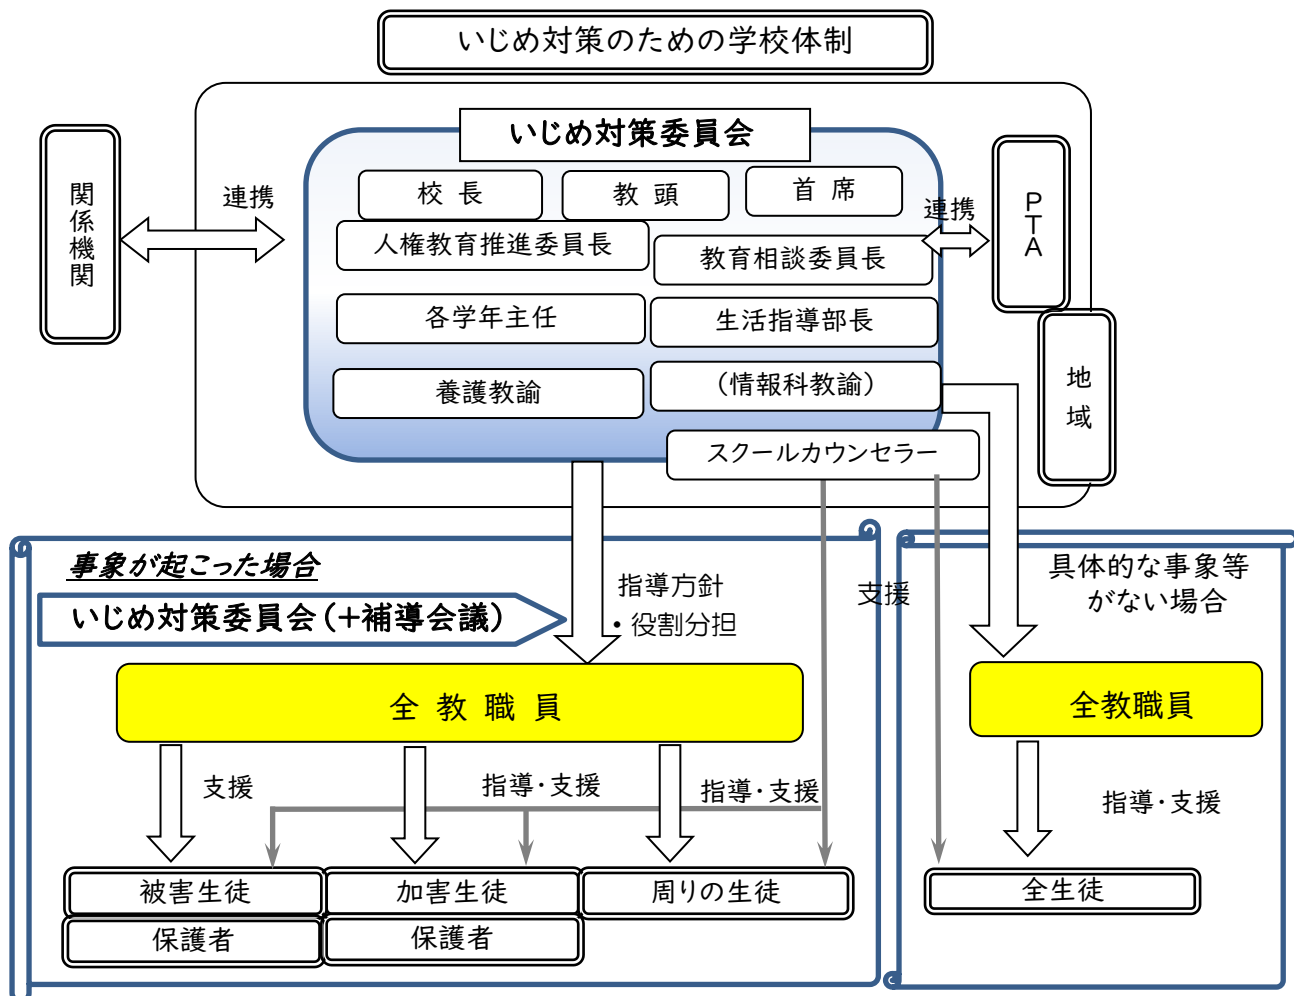 いじめ対策のための学校体制
いじめ対策委員会
関係機関
連携
校 長
教 頭
首 席
連携
PTA
人権教育推進委員長
教育相談委員長
各学年主任
生活指導部長
養護教諭
(情報科教諭)
地域
スクールカウンセラー
事象が起こった場合
いじめ対策委員会(+補導会議)
指導方針
・役割分担
支援
具体的な事象等
がない場合
全 教 職 員
全教職員
支援
指導・支援
指導・支援
指導・支援
被害生徒
加害生徒
周りの生徒
全生徒
保護者
保護者